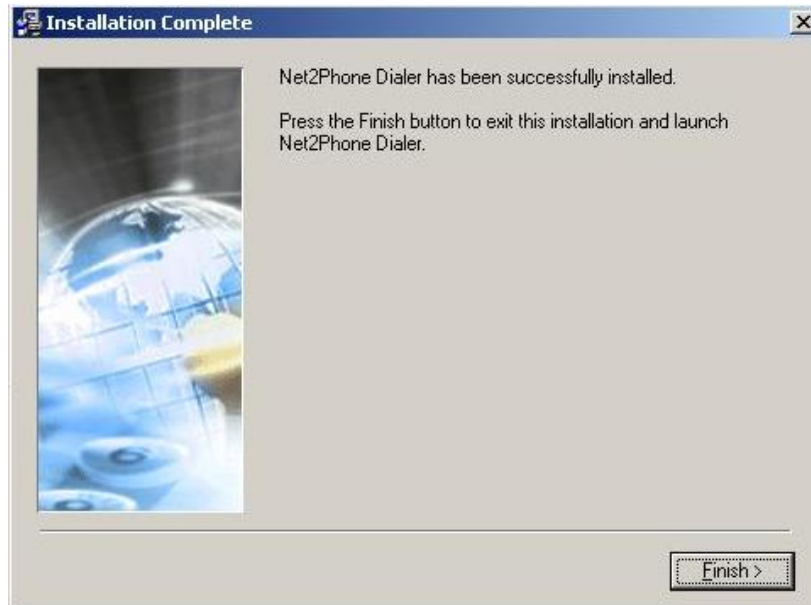 Installation Complete
Net2Phone Dialer has been successfully installed.
Press the Finish button to exit this installation and launch
Net2Phone Dialer.
Finish >